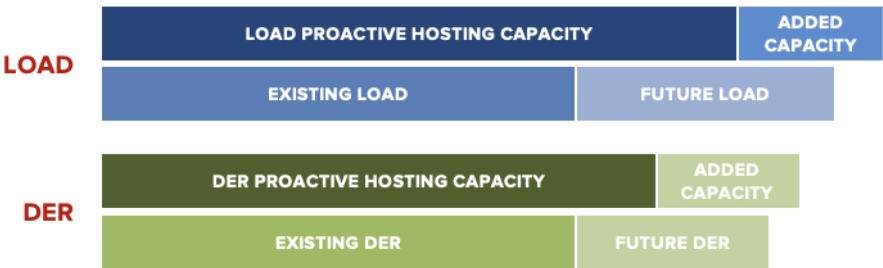 LOAD
LOAD PROACTIVE HOSTING CAPACITY
ADDED
CAPACITY
EXISTING LOAD
FUTURE LOAD
DER
DER PROACTIVE HOSTING CAPACITY
ADDED
CAPACITY
EXISTING DER
FUTURE DER